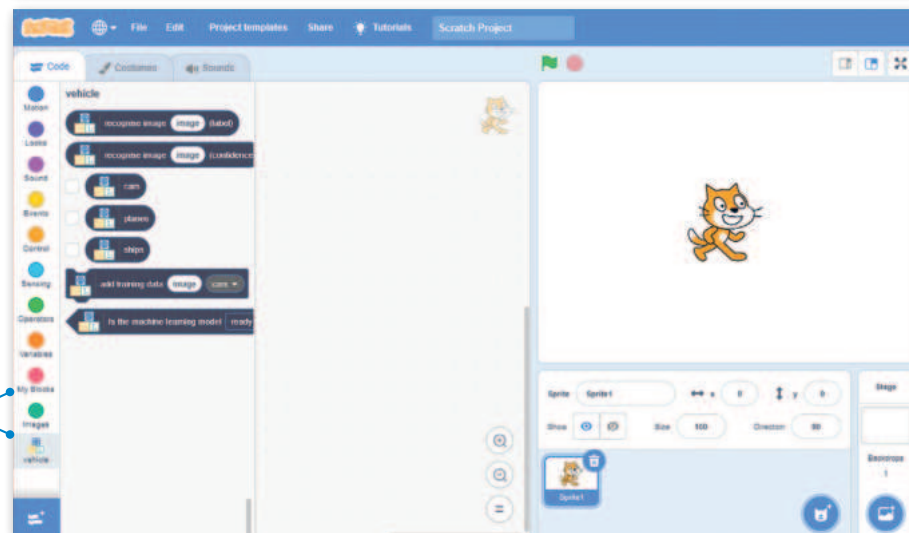 File Edit Project templates Share Tutorials Scratch Project
Code Costumes Sounds
Motion
Looks
Sound
Events
Control
Sensing
Operators
Variables
My Blocks
Images
vehicle
vehicle
recognise image image (label)
recognise image image (confidence
cars
planes
ships
add training data image cars
Is the machine learning model ready
Sprite Sprite1 x 0 y 0
Show Size 100 Direction 90
Sprite1
Stage
Backdrops
1